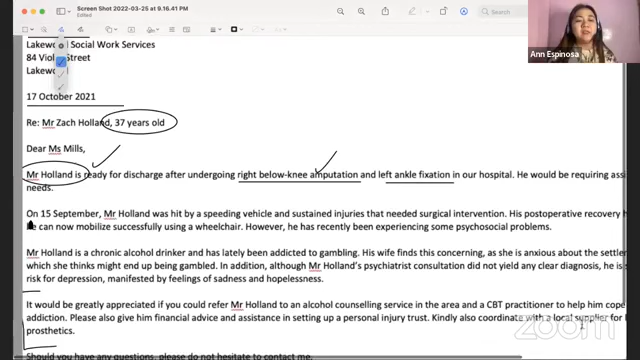 Screen Shot 2022-03-25 at 9.16.41 PM
Edited
Search
Lakewood Social Work Services
84 Street
17 October 2021
Re: Mr Zach Holland, 37 years old
Dear Ms Mills,
Mr Holland is ready for discharge after undergoing right below-knee amputation and left ankle fixation in our hospital. He would be requiring
needs.
On 15 September, Mr Holland was hit by a speeding vehicle and sustained injuries that needed surgical intervention. His postoperative recovery
can now mobilize successfully using a wheelchair. However, he has recently been experiencing some psychosocial problems.
Mr Holland is a chronic alcohol drinker and has lately been addicted to gambling. His wife finds this concerning, as she is anxious about the
which she thinks might end up being gambled. In addition, although Mr Holland's psychiatrist consultation did not yield any clear diagnosis, he is
risk for depression, manifested by feelings of sadness and hopelessness.
It would be greatly appreciated if you could refer Mr Holland to an alcohol counselling service in the area and a CBT practitioner to help him cope
addiction. Please also give him financial advice and assistance in setting up a personal injury trust. Kindly also coordinate with a local supplier for
prosthetics.
Should you have any questions, please do not hesitate to contact me.
Ann Espinosa
zoom